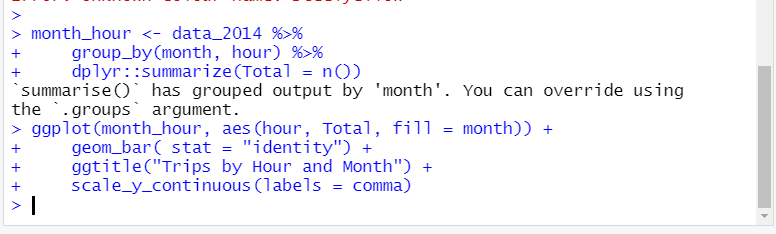 >
> month_hour <- data_2014 %>%
+     group_by(month, hour) %>%
+     dplyr::summarize(Total = n())
`summarise()` has grouped output by 'month'. You can override using
the `.groups` argument.
> ggplot(month_hour, aes(hour, Total, fill = month)) +
+     geom_bar( stat = "identity") +
+     ggtitle("Trips by Hour and Month") +
+     scale_y_continuous(labels = comma)
>